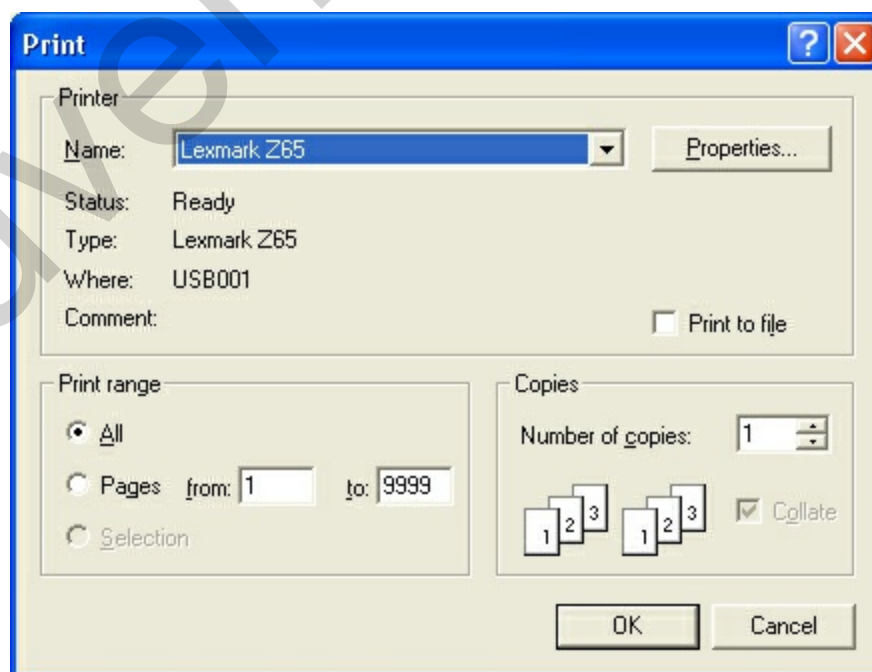 Print
Printer
Name: Lexmark Z65 Properties...
Status: Ready
Type: Lexmark Z65
Where: USB001
Comment:
Print to file
Print range
All
Pages from: 1 to: 9999
Selection
Copies
Number of copies: 1
1 2 3 1 2 3
Collate
OK Cancel